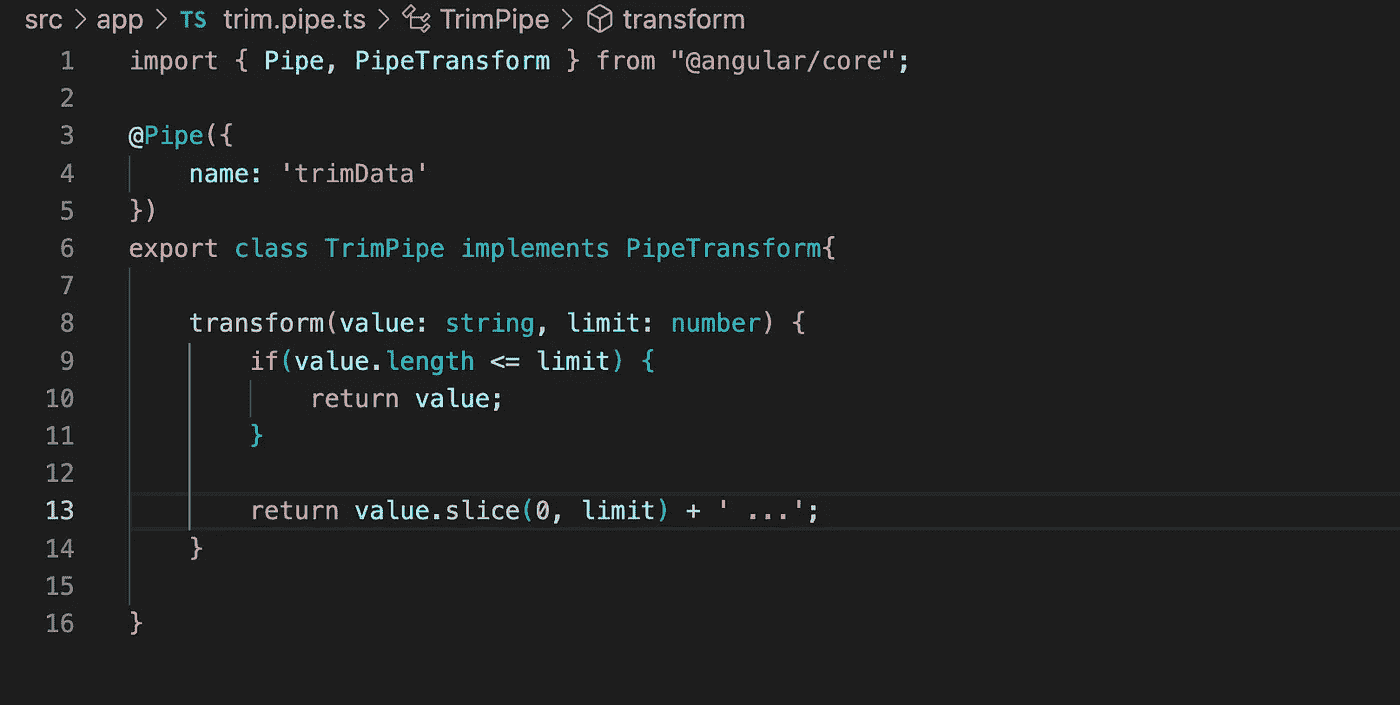 src > app > TS trim.pipe.ts > TrimPipe > transform
1 import { Pipe, PipeTransform } from "@angular/core";
2
3 @Pipe({
4     name: 'trimData'
5 })
6 export class TrimPipe implements PipeTransform{
7
8     transform(value: string, limit: number) {
9         if(value.length <= limit) {
10             return value;
11         }
12
13         return value.slice(0, limit) + ' ...';
14     }
15
16 }